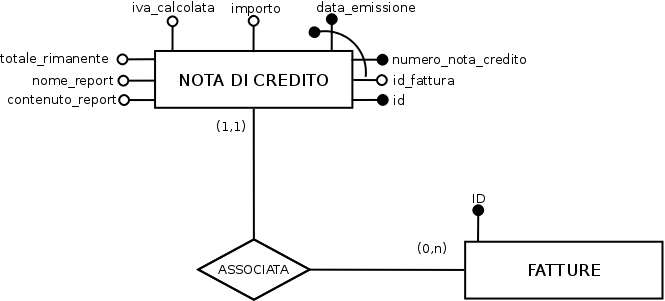 iva_calcolata
importo
data_emissione
totale_rimanente
nome_report
contenuto_report
NOTA DI CREDITO
numero_nota_credito
id_fattura
id
(1,1)
ID
(0,n)
ASSOCIATA
FATTURE